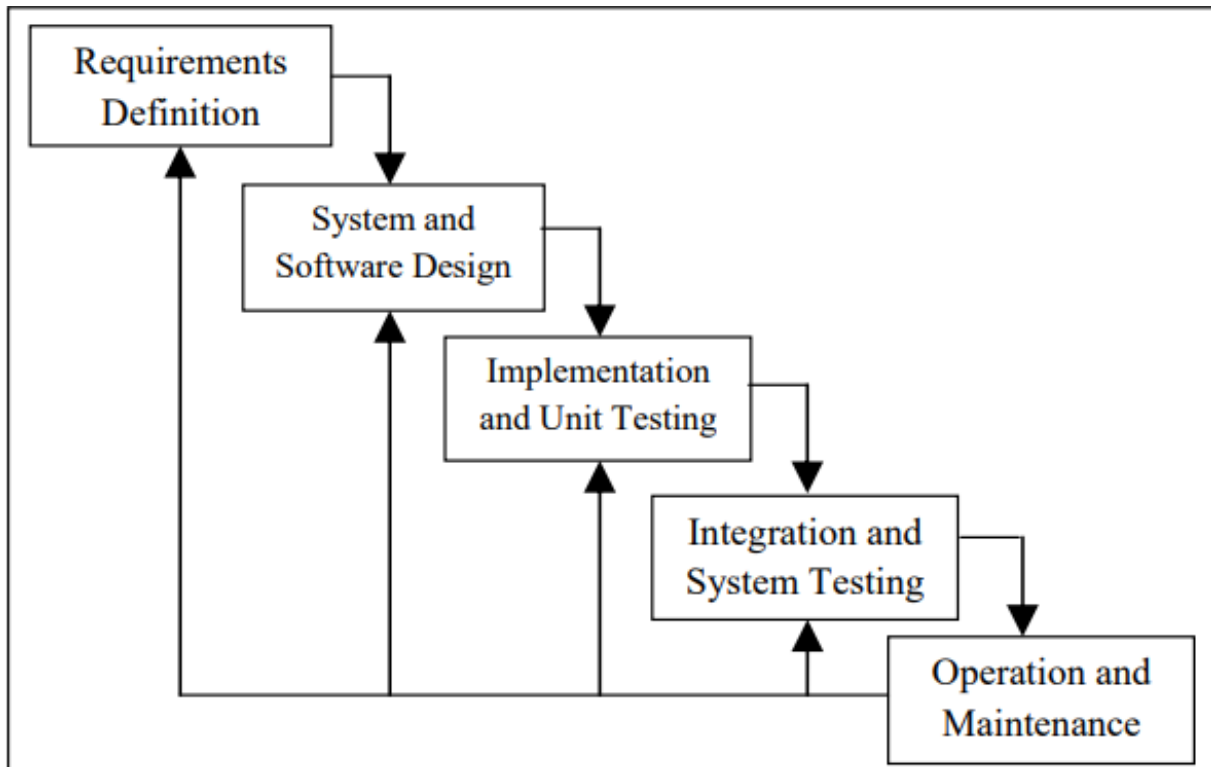 Requirements
Definition
System and
Software Design
Implementation
and Unit Testing
Integration and
System Testing
Operation and
Maintenance